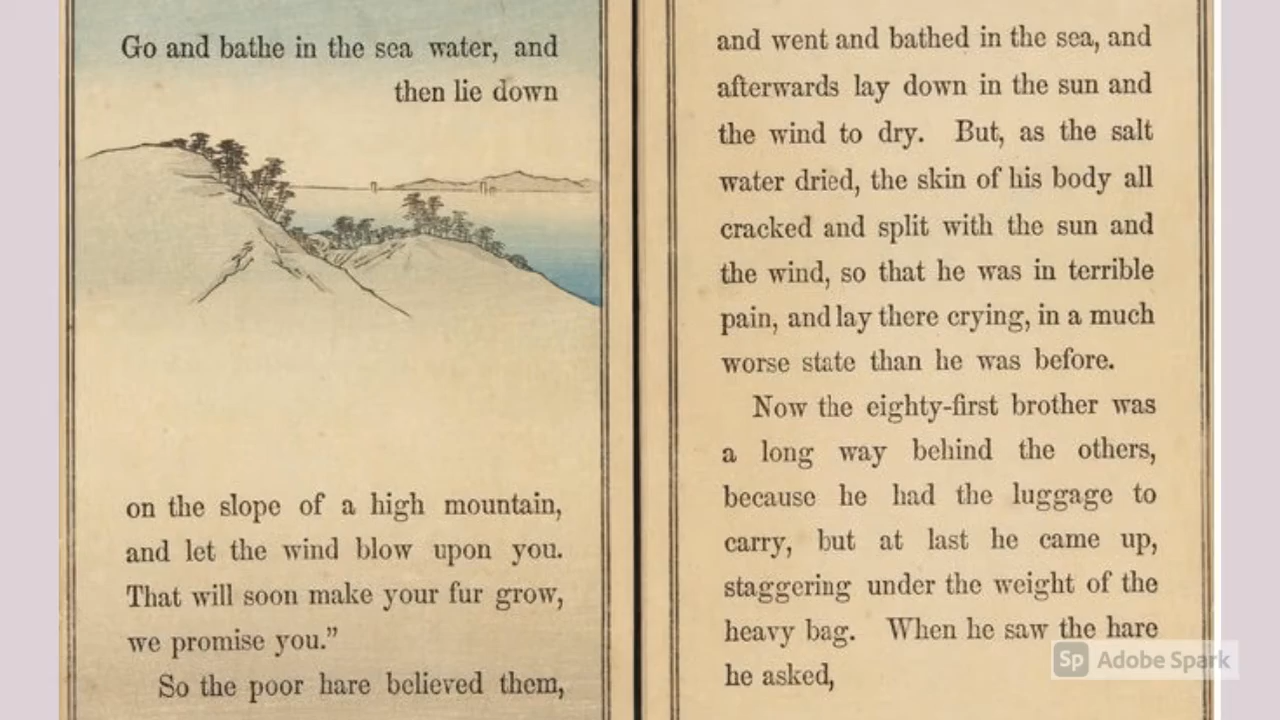 Go and bathe in the sea water, and
then lie down
on the slope of a high mountain,
and let the wind blow upon you.
That will soon make your fur grow,
we promise you.”
So the poor hare believed them,
and went and bathed in the sea, and
afterwards lay down in the sun and
the wind to dry. But, as the salt
water dried, the skin of his body all
cracked and split with the sun and
the wind, so that he was in terrible
pain, and lay there crying, in a much
worse state than he was before.
Now the eighty-first brother was
a long way behind the others,
because he had the luggage to
carry, but at last he came up,
staggering under the weight of the
heavy bag. When he saw the hare
he asked,
Sp Adobe Spark